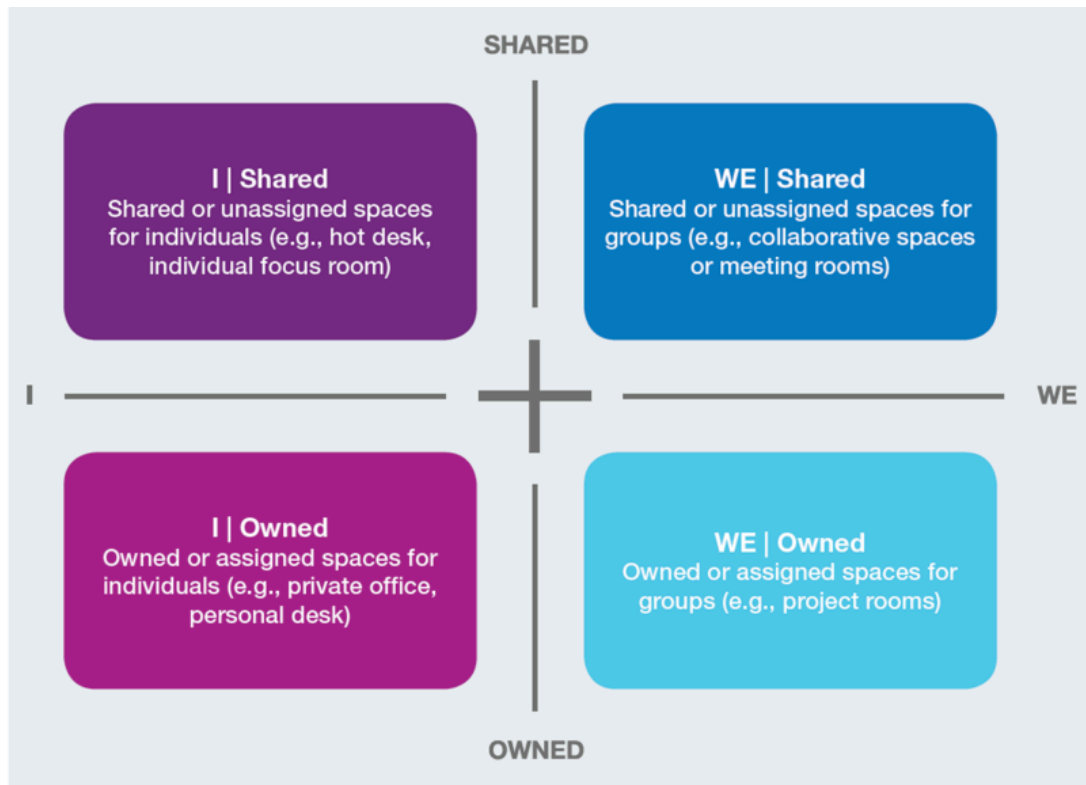 SHARED
I | Shared
Shared or unassigned spaces
for individuals (e.g., hot desk,
individual focus room)
WE | Shared
Shared or unassigned spaces for
groups (e.g., collaborative spaces
or meeting rooms)
I
WE
I | Owned
Owned or assigned spaces for
individuals (e.g., private office,
personal desk)
WE | Owned
Owned or assigned spaces for
groups (e.g., project rooms)
OWNED